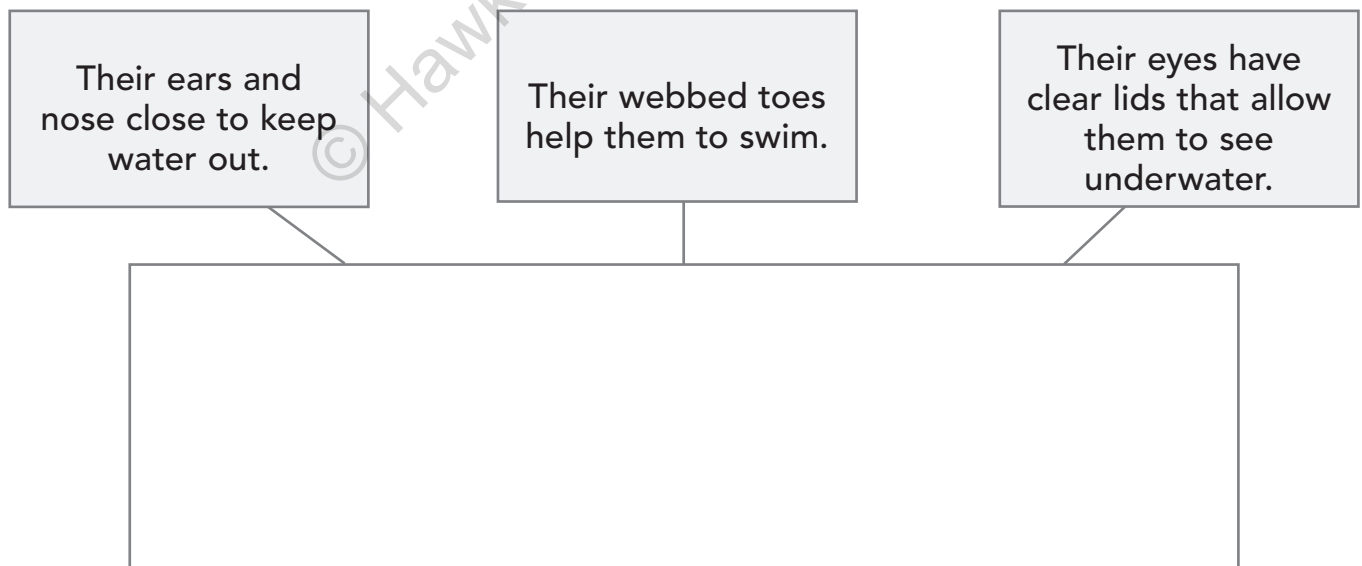 Their ears and
nose close to keep
water out.
Their webbed toes
help them to swim.
Their eyes have
clear lids that allow
them to see
underwater.
© Hawk